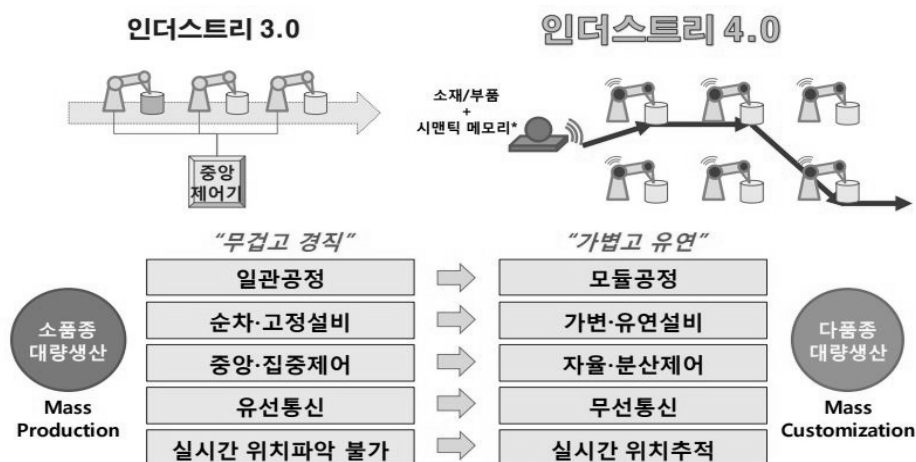 인더스트리 3.0
인더스트리 4.0
소재/부품
+
시맨틱 메모리*
중앙
제어기
“무겁고 경직”
“가볍고 유연”
일관공정
모듈공정
소품종
대량생산
순차·고정설비
가변·유연설비
다품종
대량생산
중앙·집중제어
자율·분산제어
Mass
Production
유선통신
무선통신
Mass
Customization
실시간 위치파악 불가
실시간 위치추적